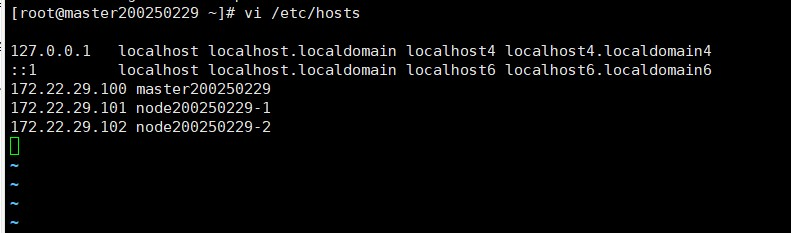 [root@master200250229 ~]# vi /etc/hosts
127.0.0.1   localhost localhost.localdomain localhost4 localhost4.localdomain4
::1         localhost localhost.localdomain localhost6 localhost6.localdomain6
172.22.29.100 master200250229
172.22.29.101 node200250229-1
172.22.29.102 node200250229-2
~
~
~
~